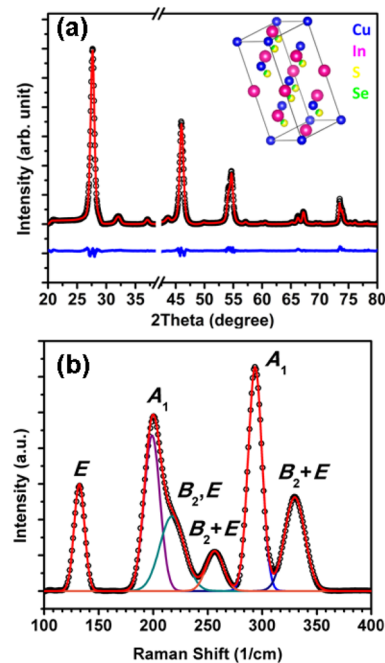 (a)
Cu
In
S
Se
Intensity (arb. unit)
20 25 30 35 45 50 55 60 65 70 75 80
2Theta (degree)
(b)
E
A1
B2,E
B2+E
A1
B2+E
Intensity (a.u.)
100 150 200 250 300 350 400
Raman Shift (1/cm)